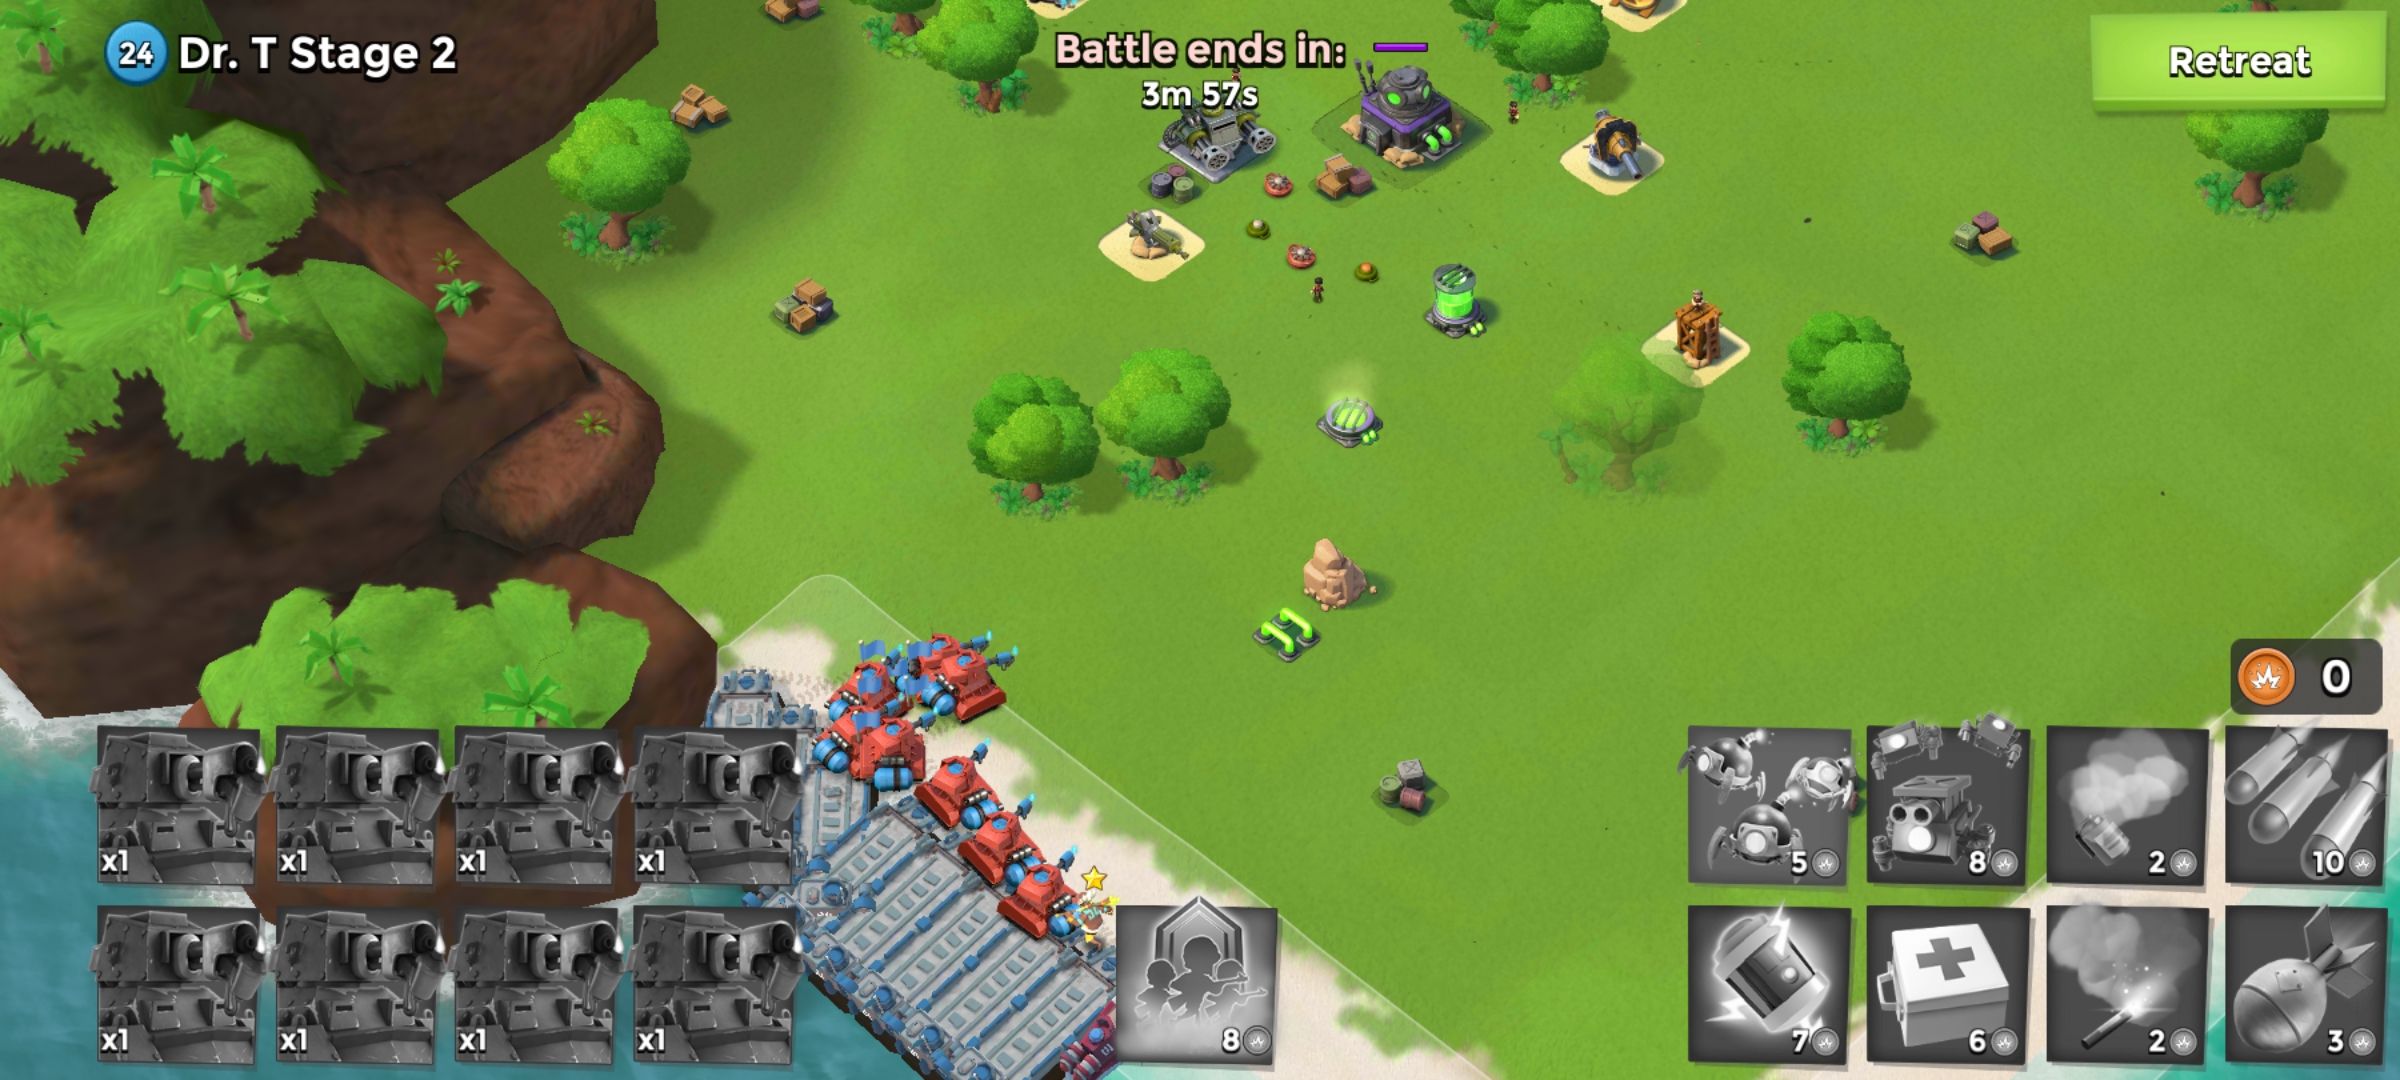 24 Dr. T Stage 2
Battle ends in:
3m 57s
Retreat
0
x1 x1 x1 x1
5 8 2 10
x1 x1 x1 x1
8
7 6 2 3